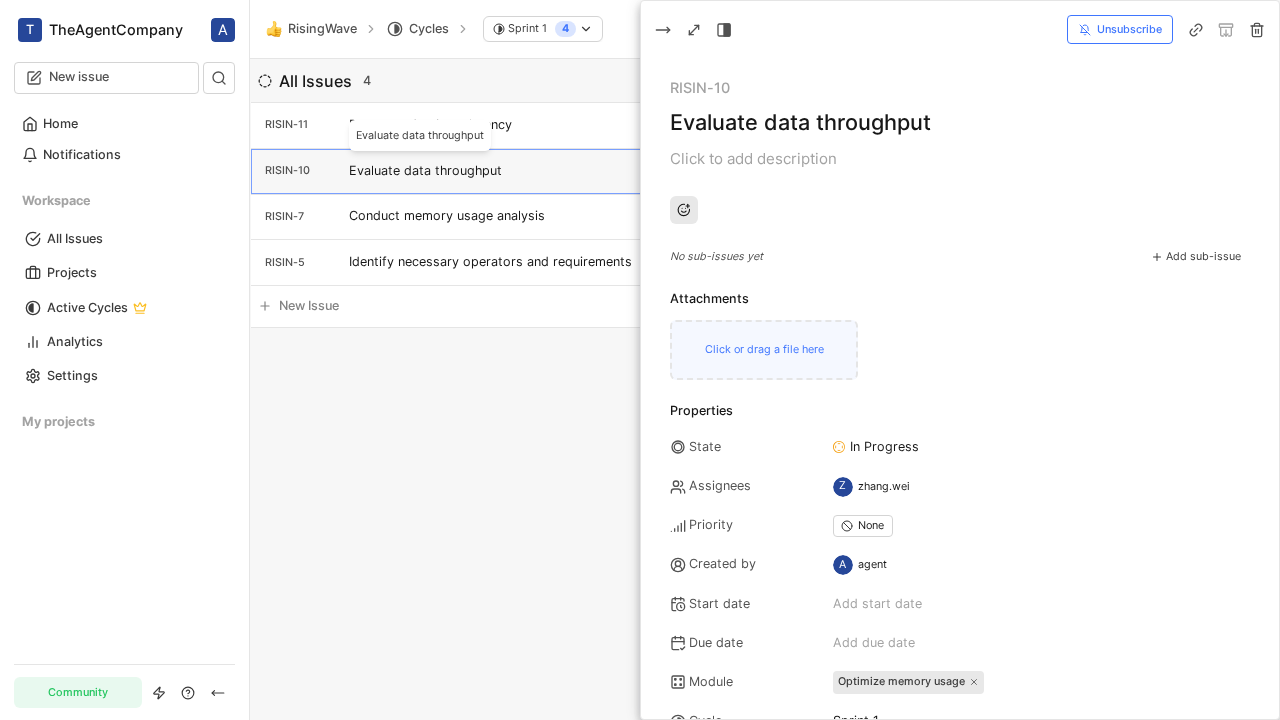 T TheAgentCompany A
New issue
Home
Notifications
Workspace
All Issues
Projects
Active Cycles
Analytics
Settings
My projects
Community
RisingWave
Cycles
Sprint 1 4
All Issues 4
RISIN-11
Evaluate data throughput
RISIN-10 Evaluate data throughput
RISIN-7 Conduct memory usage analysis
RISIN-5 Identify necessary operators and requirements
New Issue
Unsubscribe
RISIN-10
Evaluate data throughput
Click to add description
No sub-issues yet
Add sub-issue
Attachments
Click or drag a file here
Properties
State In Progress
Assignees Z zhang.wei
Priority None
Created by A agent
Start date Add start date
Due date Add due date
Module Optimize memory usage
Cycle Sprint 1